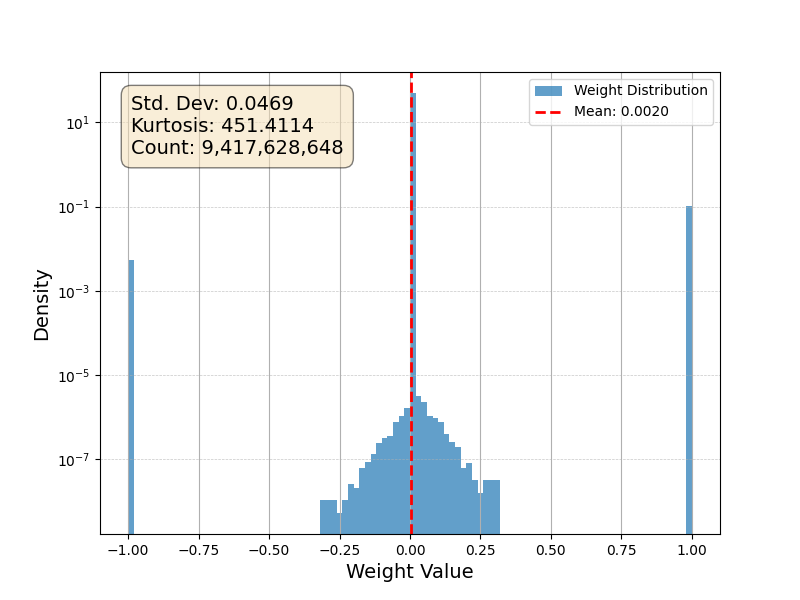 Std. Dev: 0.0469
Kurtosis: 451.4114
Count: 9,417,628,648
Weight Distribution
Mean: 0.0020
Density
10¹
10⁻¹
10⁻³
10⁻⁵
10⁻⁷
−1.00 −0.75 −0.50 −0.25 0.00 0.25 0.50 0.75 1.00
Weight Value